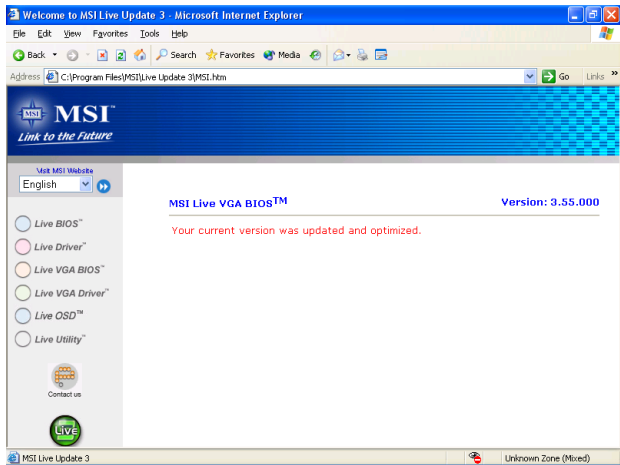 Welcome to MSI Live Update 3 - Microsoft Internet Explorer
File Edit View Favorites Tools Help
Back Search Favorites Media
Address C:\Program Files\MSI\Live Update 3\MSI.htm Go Links »
MSI MSI™
Link to the Future
Visit MSI Website
English
MSI Live VGA BIOS™ Version: 3.55.000
Your current version was updated and optimized.
Live BIOS™
Live Driver™
Live VGA BIOS™
Live VGA Driver™
Live OSD™
Live Utility™
Contact us
LIVE
MSI Live Update 3 Unknown Zone (Mixed)